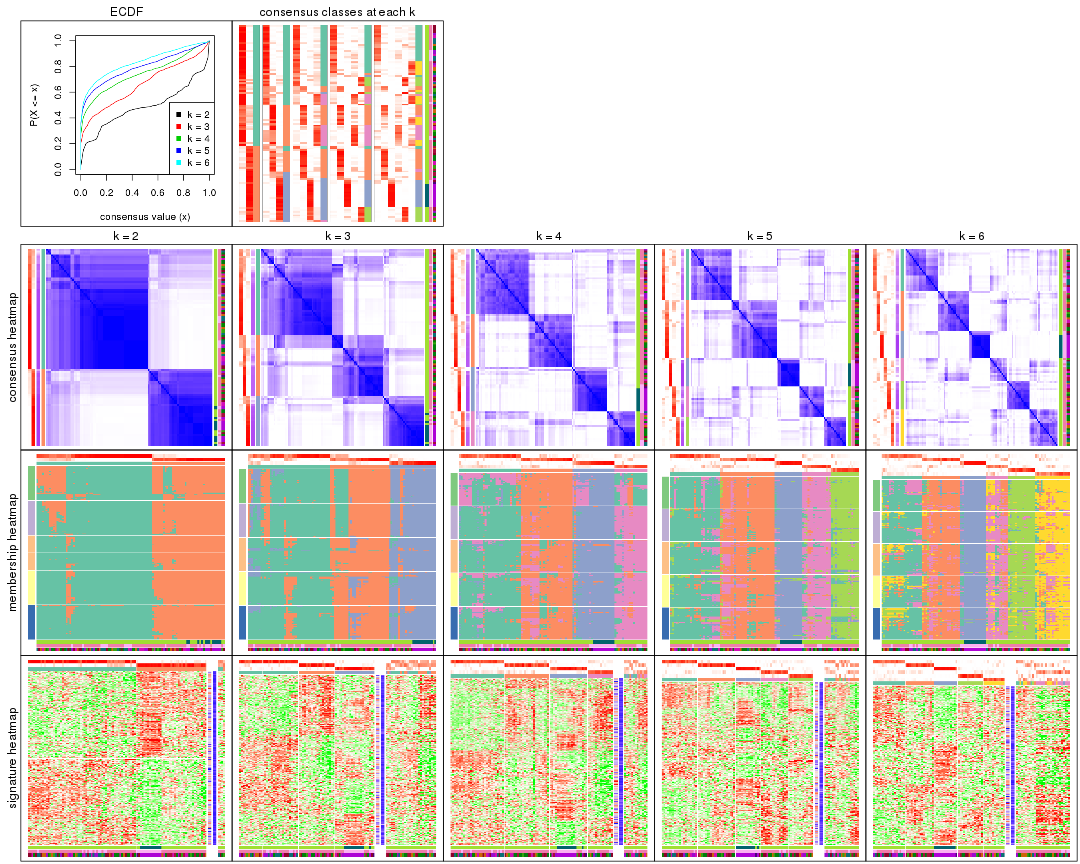 ECDF
consensus classes at each k
P(X <= x)
0.0 0.2 0.4 0.6 0.8 1.0
k = 2
k = 3
k = 4
k = 5
k = 6
0.0 0.2 0.4 0.6 0.8 1.0
consensus value (x)
k = 2
k = 3
k = 4
k = 5
k = 6
consensus heatmap
membership heatmap
signature heatmap